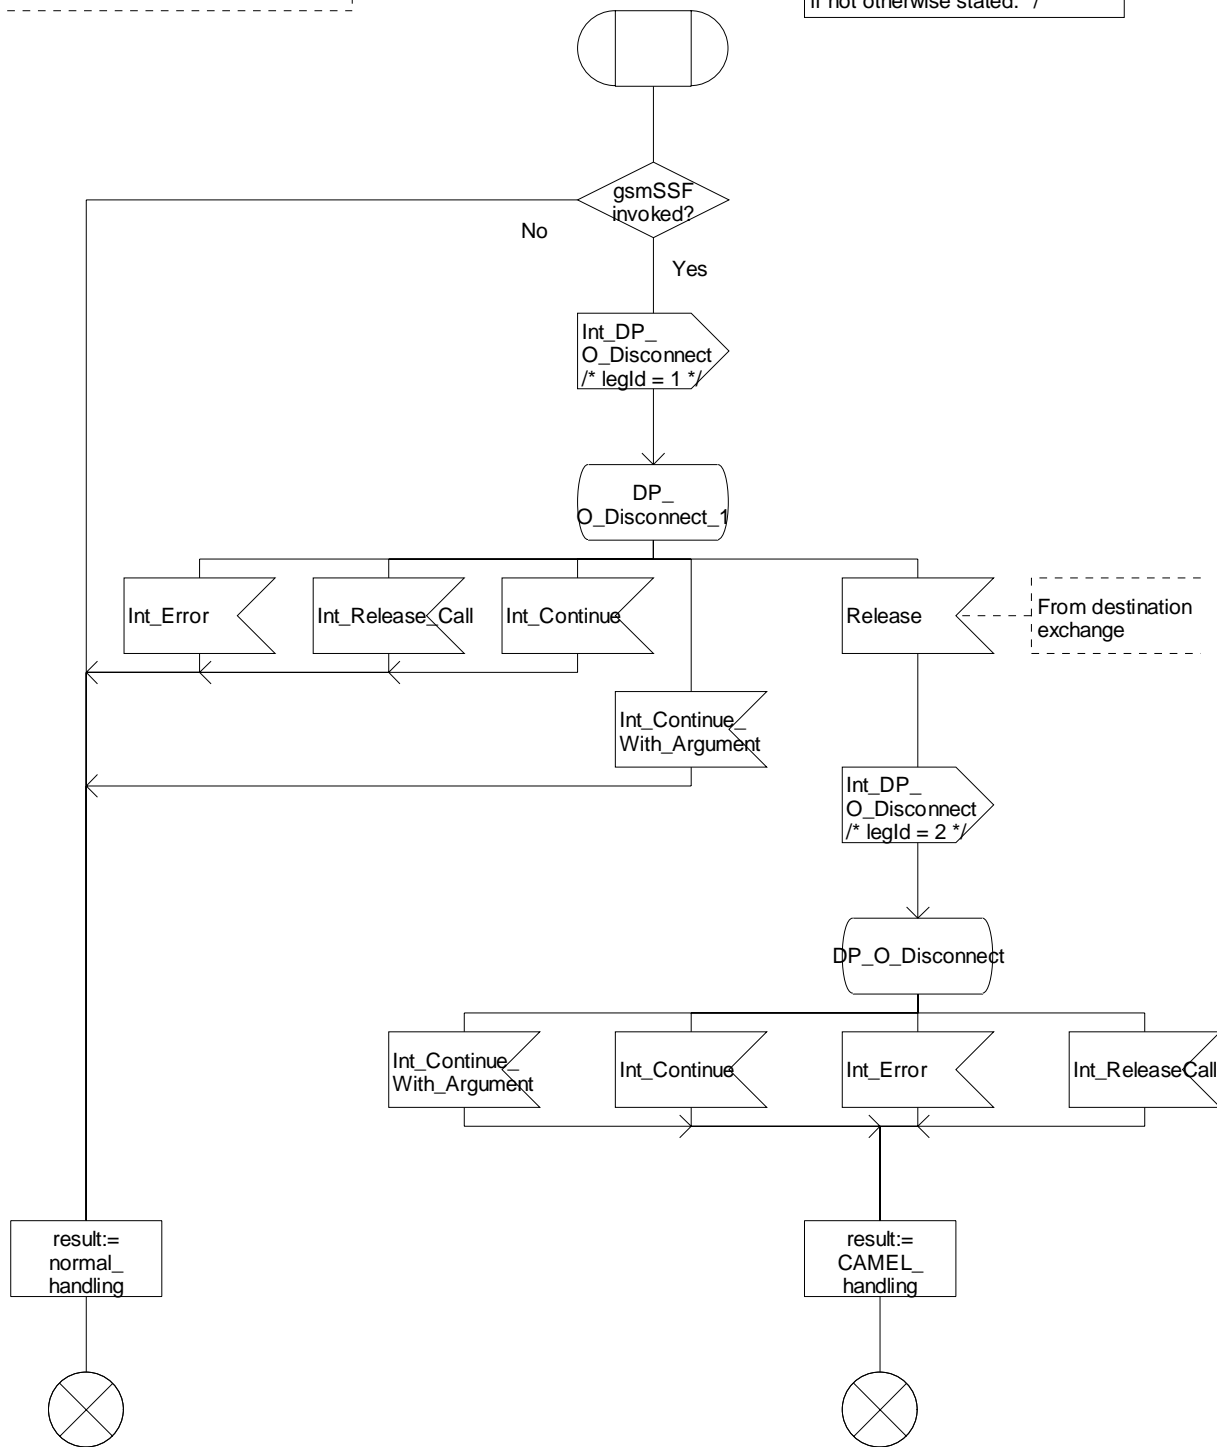 if not otherwise stated. */
gsmSSF
invoked?
No
Yes
Int_DP_
O_Disconnect
/* legId = 1 */
DP_
O_Disconnect_1
Int_Error
Int_Release_Call
Int_Continue
Release
From destination
exchange
Int_Continue_
With_Argument
Int_DP_
O_Disconnect
/* legId = 2 */
DP_O_Disconnect
Int_Continue_
With_Argument
Int_Continue
Int_Error
Int_ReleaseCall
result:=
normal_
handling
result:=
CAMEL_
handling